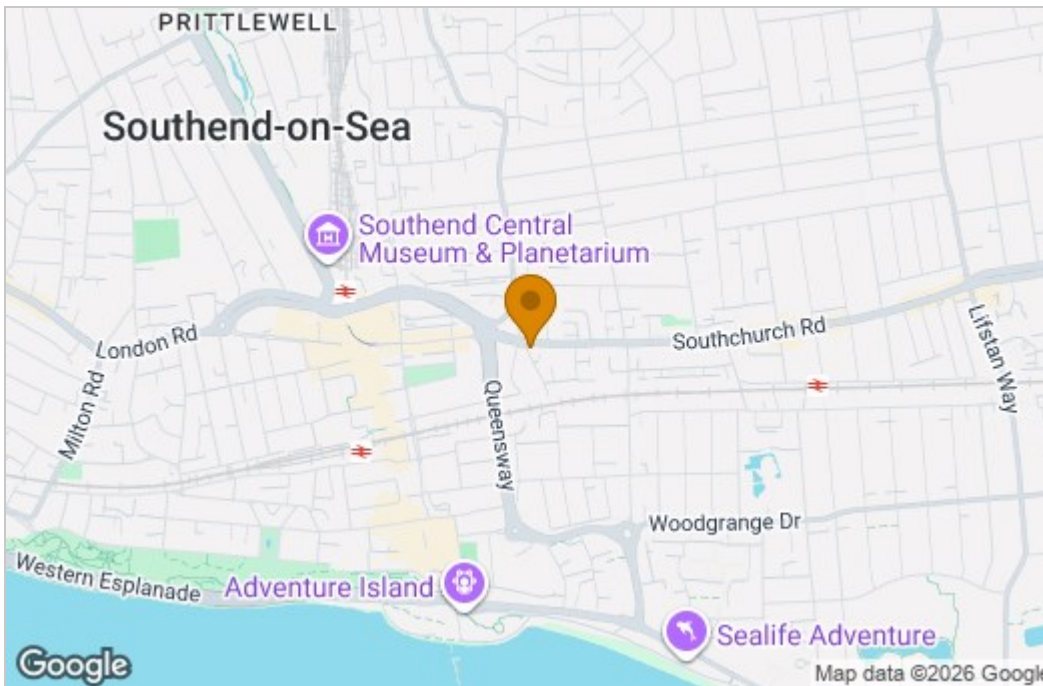 PRITTLEWELL
Southend-on-Sea
Southend Central
Museum & Planetarium
London Rd
Southchurch Rd
Milton Rd
Queensway
Lifstan Way
Woodgrange Dr
Western Esplanade
Adventure Island
Sealife Adventure
Google
Map data ©2026 Google